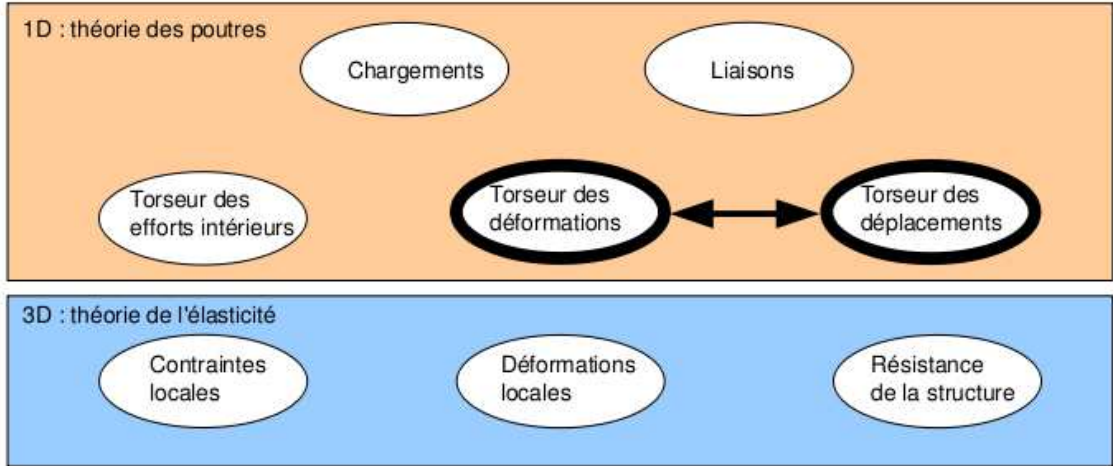 1D : théorie des poutres
Chargements
Liaisons
Torseur des
efforts intérieurs
Torseur des
déformations
Torseur des
déplacements
3D : théorie de l'élasticité
Contraintes
locales
Déformations
locales
Résistance
de la structure